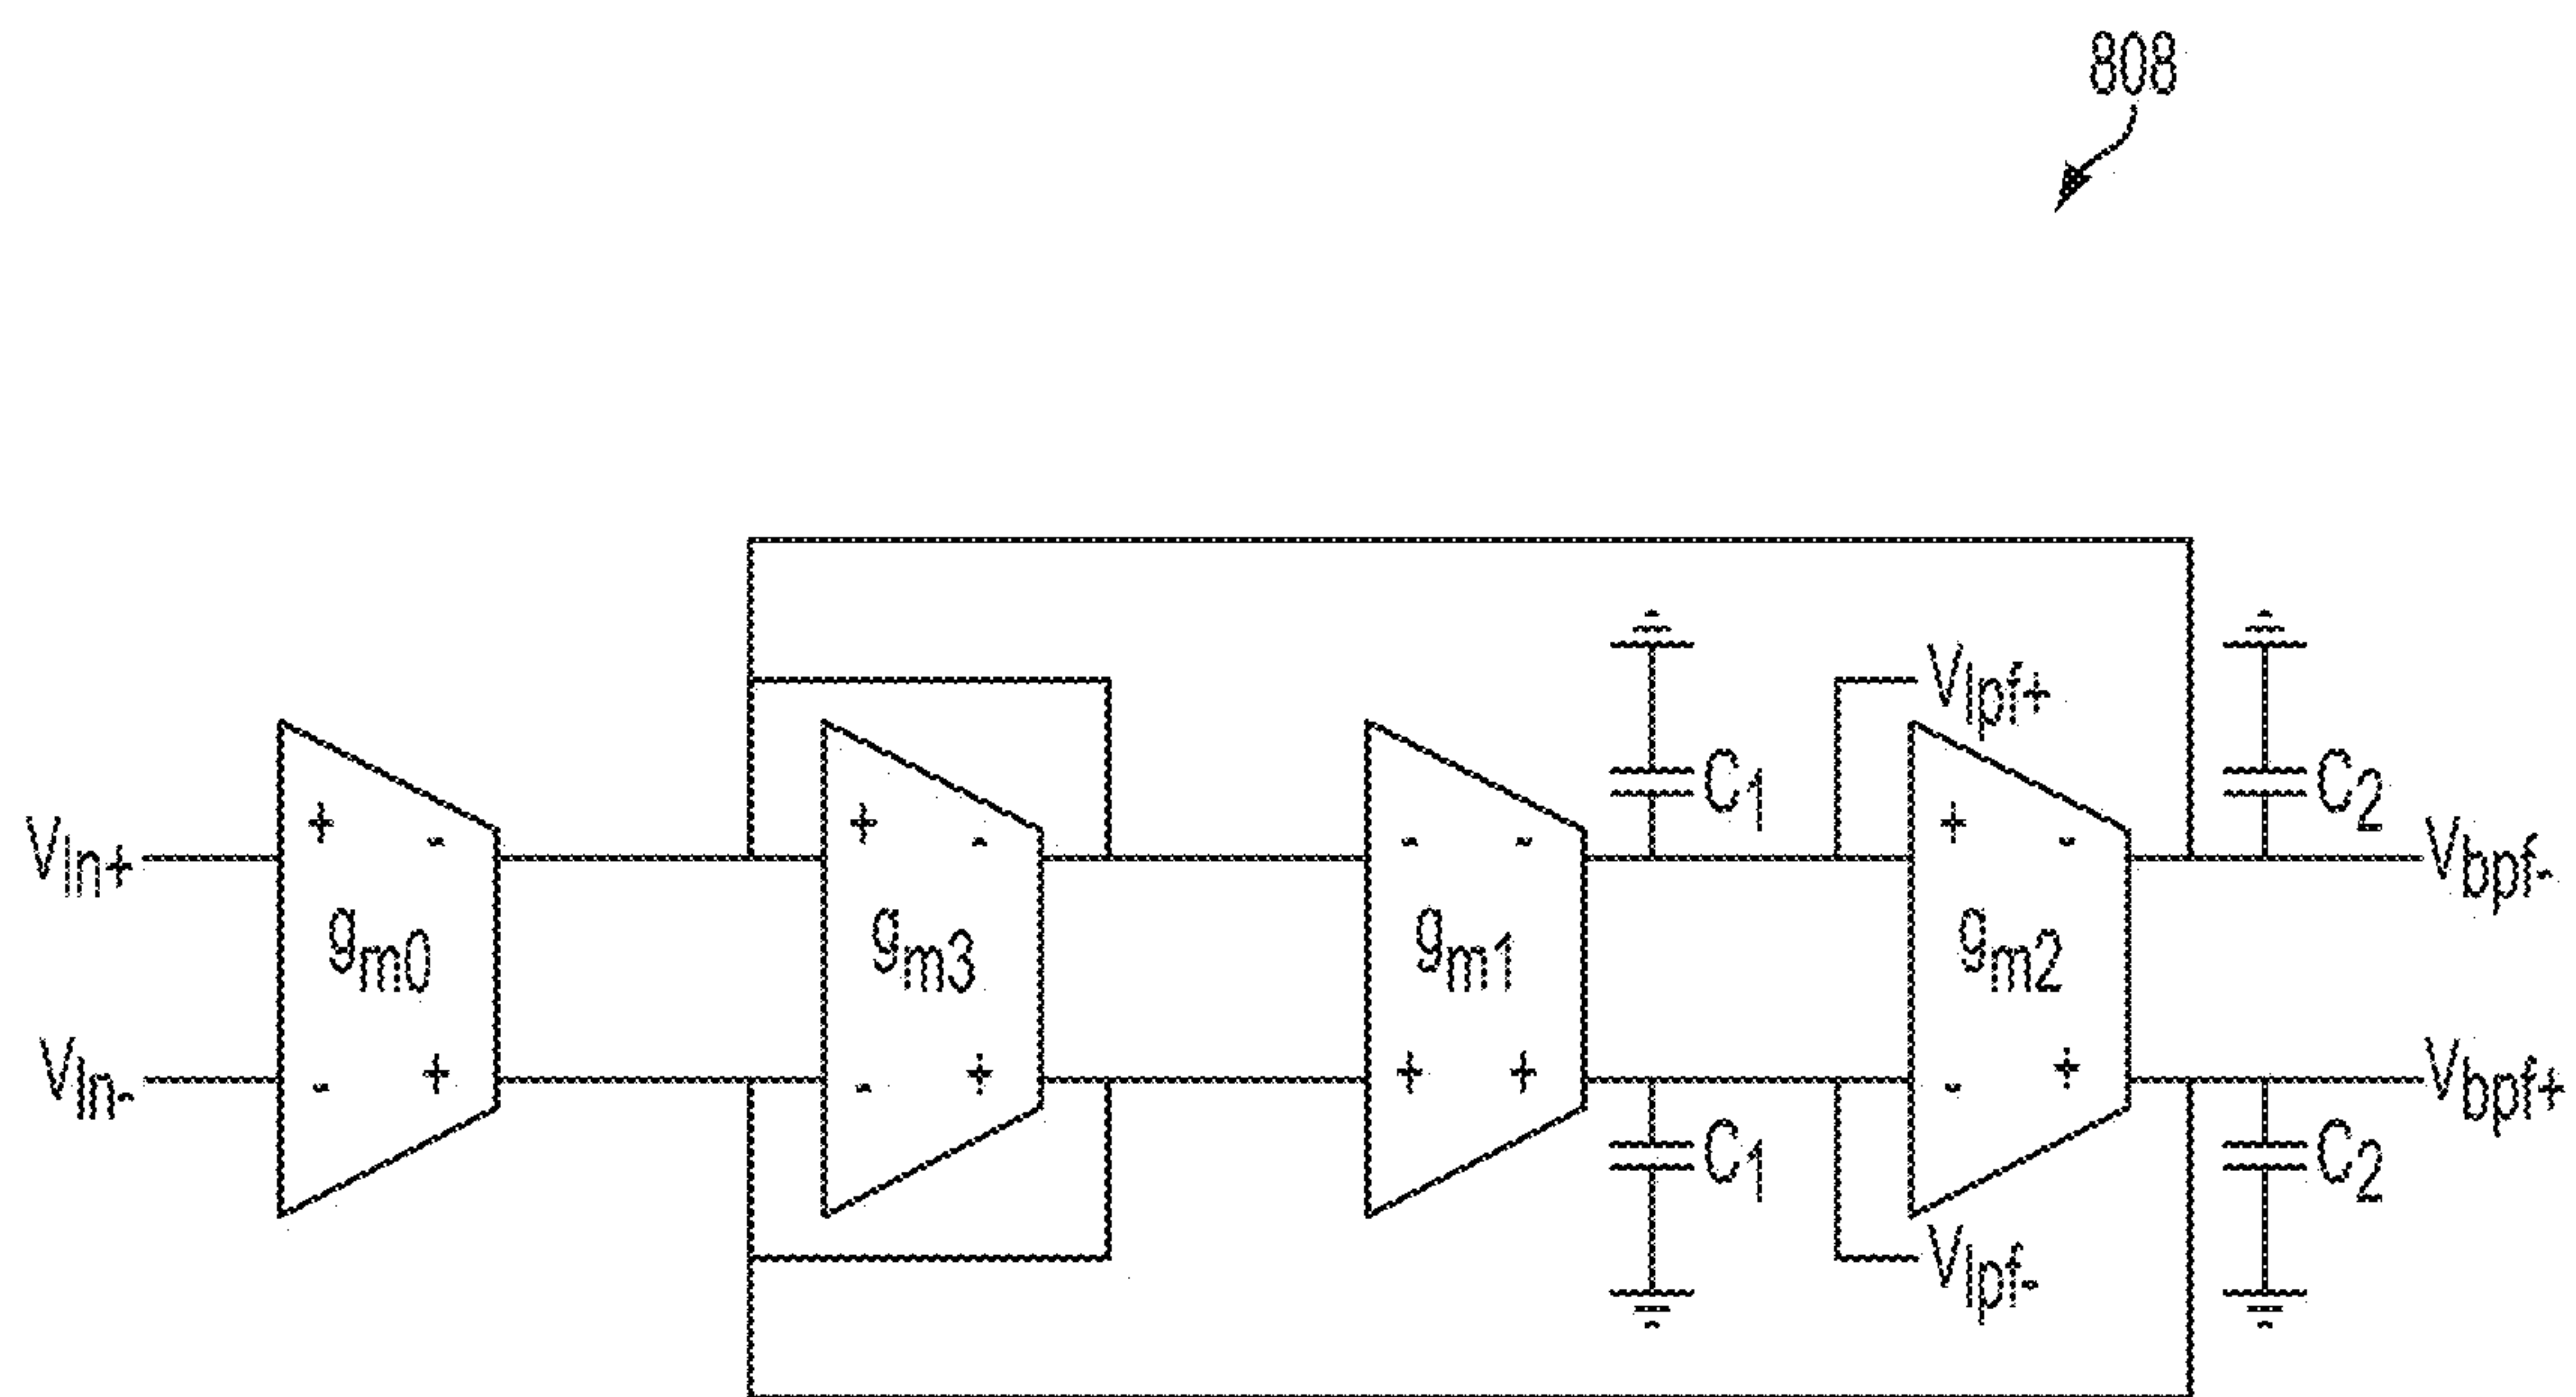 808
Vlpf+
C1 C2
+ - + - - - + -
Vin+ Vbpf-
gm0 gm3 gm1 gm2
Vin- Vbpf+
- + - + + + - +
C1 C2
Vlpf-